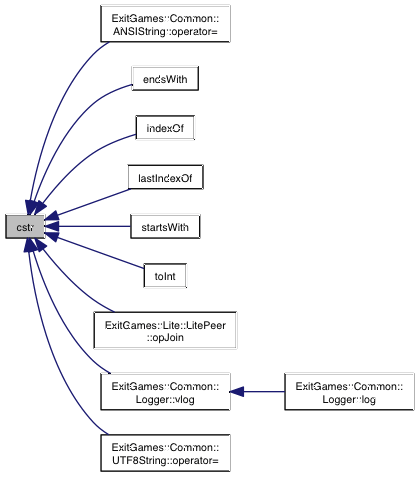 ExitGames::Common::
ANSIString::operator=
endsWith
indexOf
lastIndexOf
cstr
startsWith
toInt
ExitGames::Lite::LitePeer
::opJoin
ExitGames::Common::
Logger::vlog
ExitGames::Common::
Logger::log
ExitGames::Common::
UTF8String::operator=